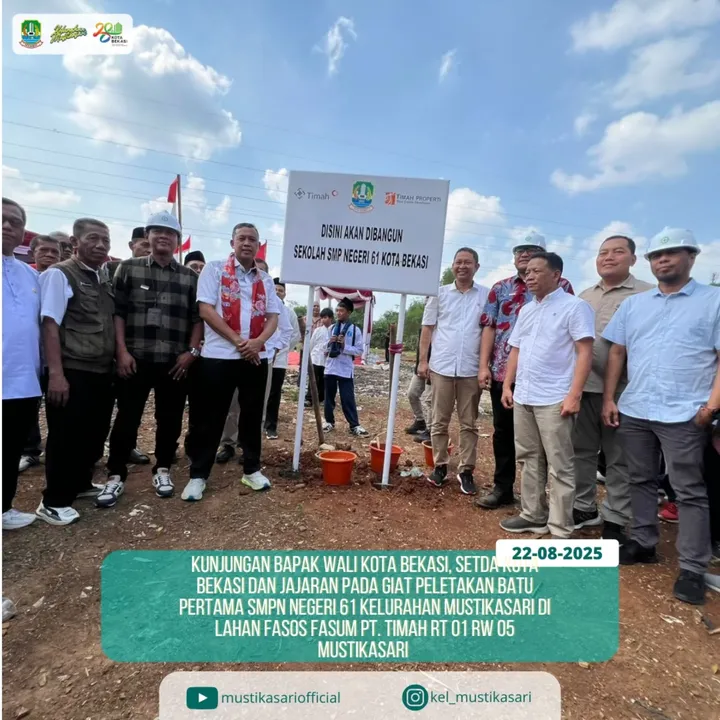 KOTA BEKASI
Timah
TIMAH PROPERTI
DISINI AKAN DIBANGUN
SEKOLAH SMP NEGERI 61 KOTA BEKASI
22-08-2025
KUNJUNGAN BAPAK WALI KOTA BEKASI, SETDA KOTA
BEKASI DAN JAJARAN PADA GIAT PELETAKAN BATU
PERTAMA SMPN NEGERI 61 KELURAHAN MUSTIKASARI DI
LAHAN FASOS FASUM PT. TIMAH RT 01 RW 05
MUSTIKASARI
mustikasariofficial
kel_mustikasari